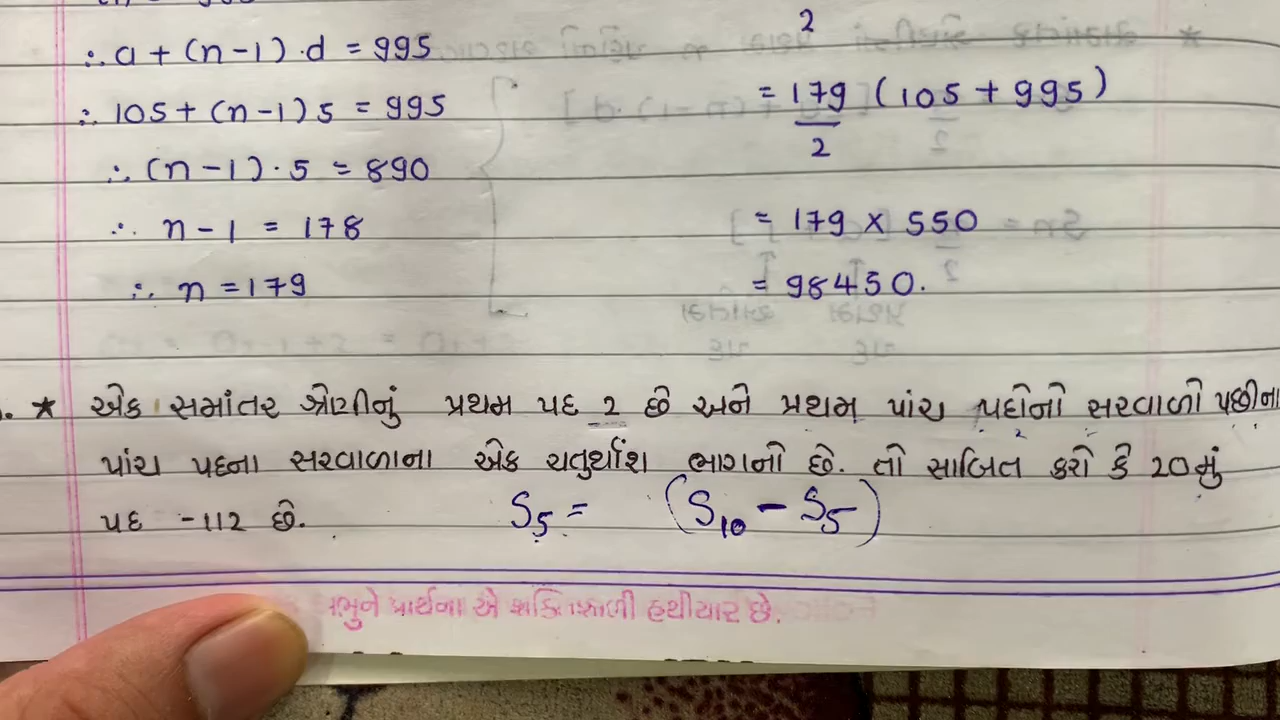 ∴ a + (n-1)·d = 995
∴ 105 + (n-1) 5 = 995
∴ (n-1)·5 = 890
∴ n-1 = 178
∴ n = 179
2
= 179/2 (105 + 995)
= 179 × 550
= 98450.
★ એક સમાંતર શ્રેણીનું પ્રથમ પદ 2 છે અને પ્રથમ પાંચ પદોનો સરવાળો પછીના
પાંચ પદના સરવાળાના એક ચતુર્થાંશ ભાગનો છે. તો સાબિત કરો કે 20મું
પદ -112 છે.
S₅ = (S₁₀ - S₅)
પ્રાર્થના એ શક્તિશાળી હથીયાર છે.